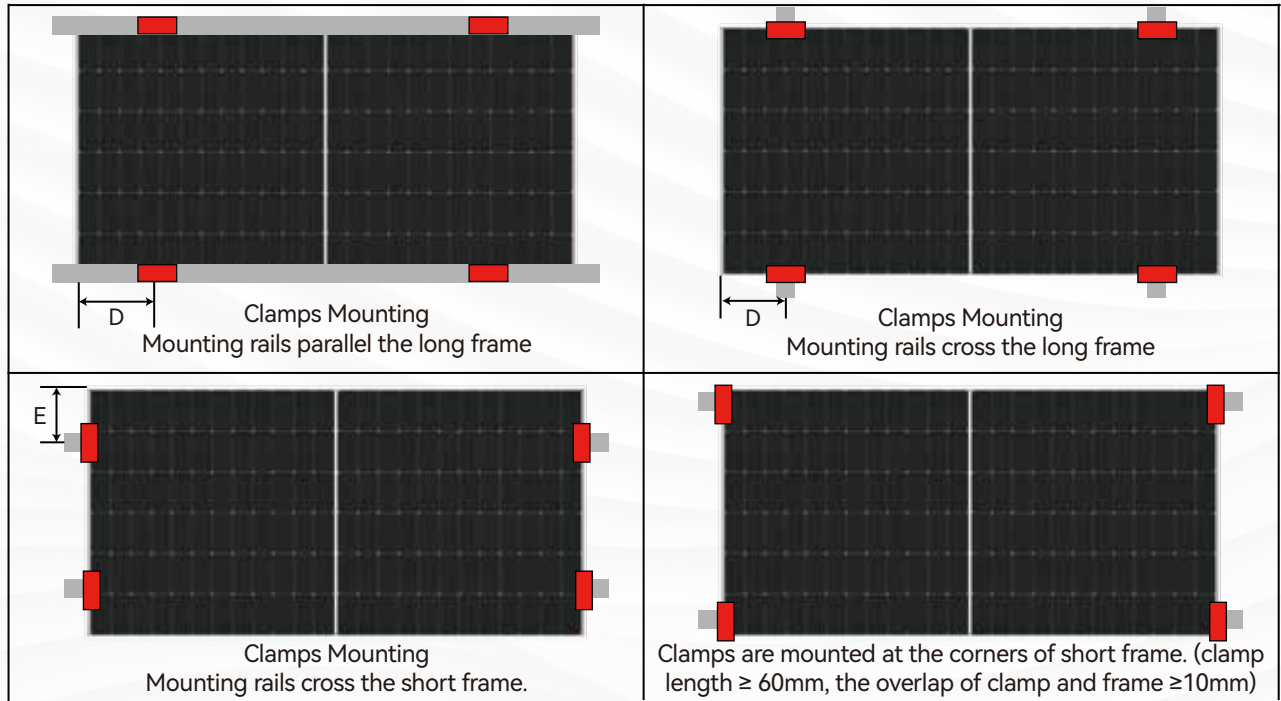 D
Clamps Mounting
Mounting rails parallel the long frame
D
Clamps Mounting
Mounting rails cross the long frame
E
Clamps Mounting
Mounting rails cross the short frame.
Clamps are mounted at the corners of short frame. (clamp
length ≥ 60mm, the overlap of clamp and frame ≥10mm)